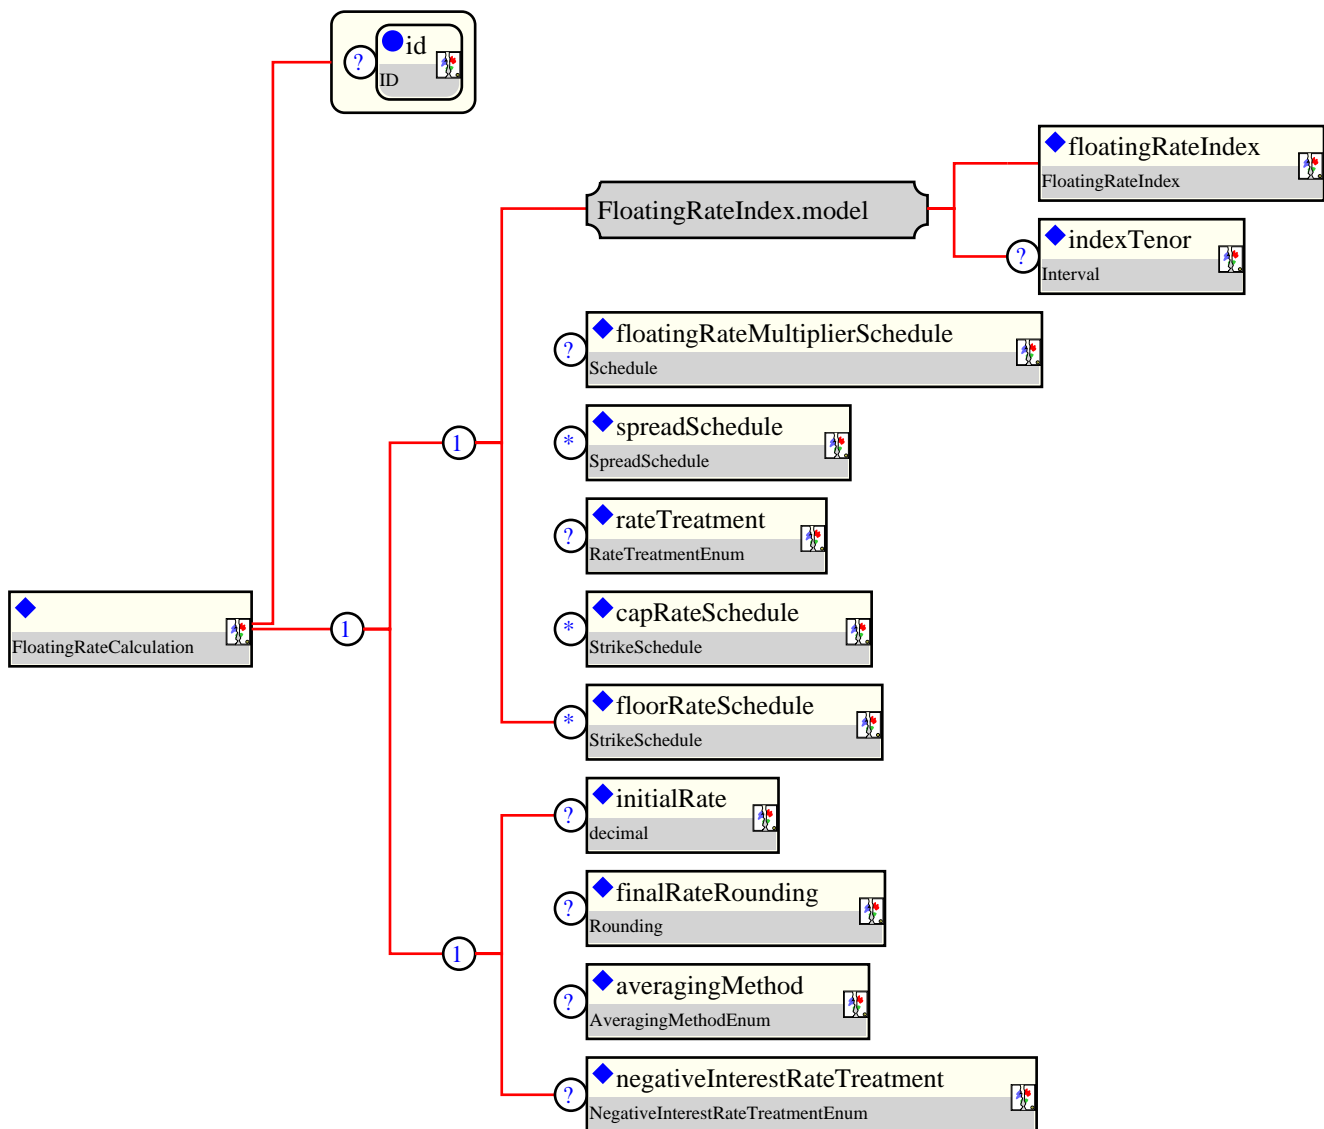 ?
id
ID
floatingRateIndex
FloatingRateIndex
FloatingRateIndex.model
?
indexTenor
Interval
?
floatingRateMultiplierSchedule
Schedule
1
*
spreadSchedule
SpreadSchedule
?
rateTreatment
RateTreatmentEnum
FloatingRateCalculation
1
*
capRateSchedule
StrikeSchedule
*
floorRateSchedule
StrikeSchedule
?
initialRate
decimal
?
finalRateRounding
Rounding
1
?
averagingMethod
AveragingMethodEnum
?
negativeInterestRateTreatment
NegativeInterestRateTreatmentEnum